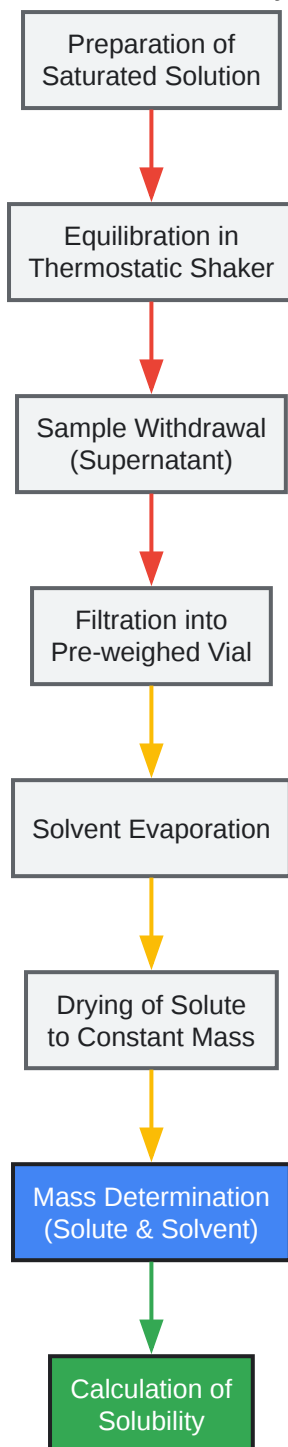 Preparation of
Saturated Solution
Equilibration in
Thermostatic Shaker
Sample Withdrawal
(Supernatant)
Filtration into
Pre-weighed Vial
Solvent Evaporation
Drying of Solute
to Constant Mass
Mass Determination
(Solute & Solvent)
Calculation of
Solubility